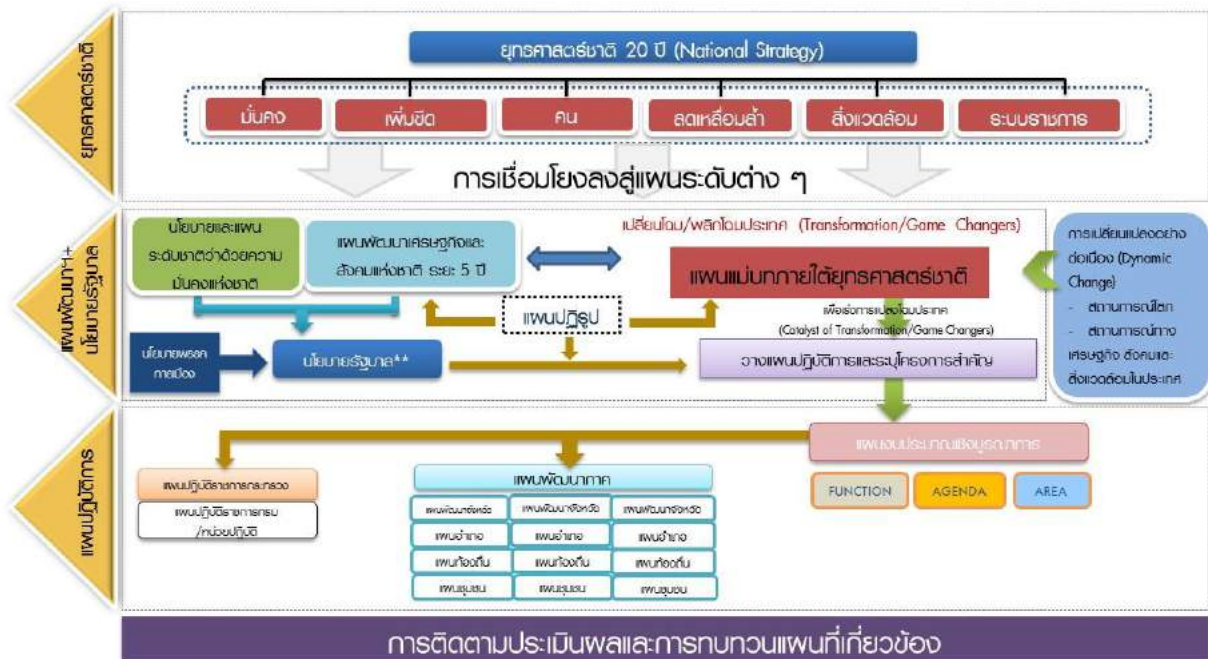 ยุทธศาสตร์ชาติ
ยุทธศาสตร์ชาติ 20 ปี (National Strategy)
มั่นคง
เพิ่มขีด
คน
ลดเหลื่อมล้ำ
สิ่งแวดล้อม
ระบบราชการ
การเชื่อมโยงลงสู่แผนระดับต่าง ๆ
แผนพัฒนาฯ+
นโยบายรัฐบาล
นโยบายและแผน
ระดับชาติว่าด้วยความ
มั่นคงแห่งชาติ
แผนพัฒนาเศรษฐกิจและ
สังคมแห่งชาติ ระยะ 5 ปี
เปลี่ยนโฉม/พลิกโฉมประเทศ (Transformation/Game Changers)
แผนแม่บทภายใต้ยุทธศาสตร์ชาติ
การเปลี่ยนแปลงอย่าง
ต่อเนื่อง (Dynamic
Change)
- สถานการณ์โลก
- สถานการณ์ทาง
เศรษฐกิจ สังคมและ
สิ่งแวดล้อมในประเทศ
แผนปฏิรูป
เพื่อเร่งการแปลงโฉมประเทศ
(Catalyst of Transformation/Game Changers)
นโยบายพรรค
การเมือง
นโยบายรัฐบาล**
วางแผนปฏิบัติการและระบุโครงการสำคัญ
แผนปฏิบัติการ
แผนงบประมาณเชิงบูรณาการ
FUNCTION
AGENDA
AREA
แผนปฏิบัติราชการกระทรวง
แผนปฏิบัติราชการกรม
/หน่วยปฏิบัติ
แผนพัฒนาภาค
แผนพัฒนาจังหวัด แผนพัฒนาจังหวัด แผนพัฒนาจังหวัด
แผนอำเภอ แผนอำเภอ แผนอำเภอ
แผนท้องถิ่น แผนท้องถิ่น แผนท้องถิ่น
แผนชุมชน แผนชุมชน แผนชุมชน
การติดตามประเมินผลและการทบทวนแผนที่เกี่ยวข้อง